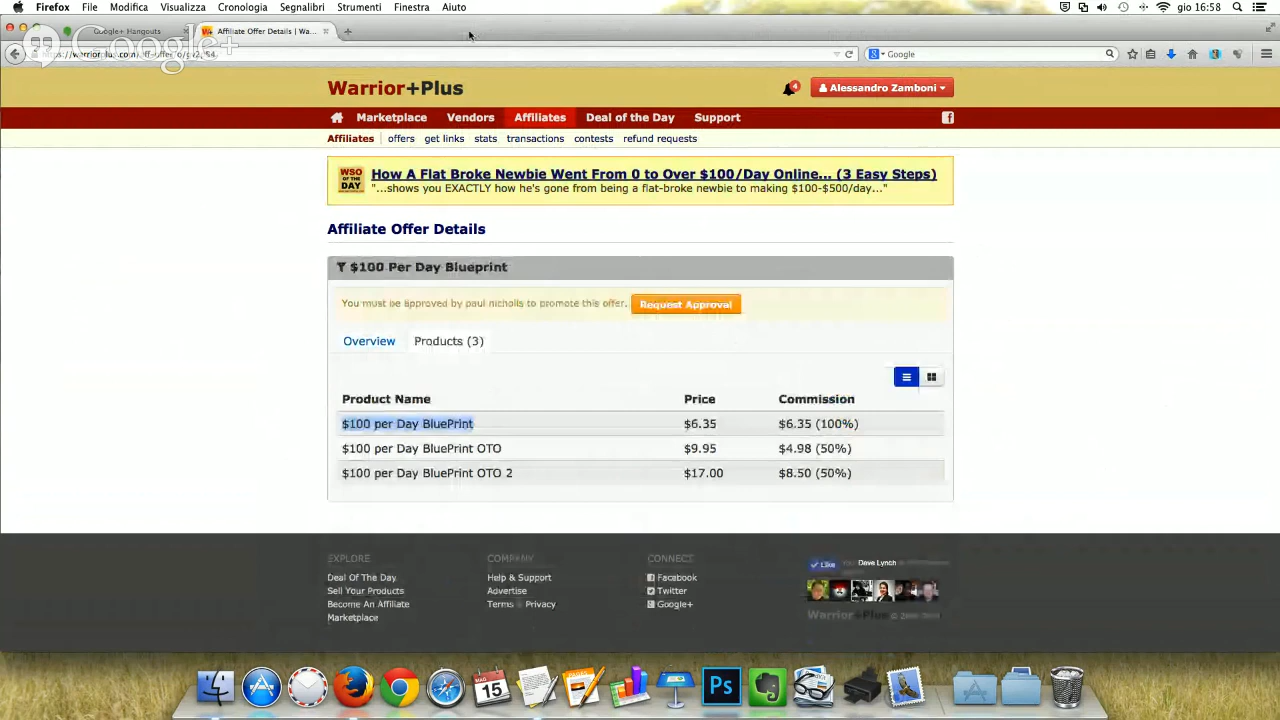 Firefox File Modifica Visualizza Cronologia Segnalibri Strumenti Finestra Aiuto gio 16:58
Google+ Hangouts Affiliate Offer Details | Wa...
Google+
Google
Warrior+Plus 4 Alessandro Zamboni
Marketplace Vendors Affiliates Deal of the Day Support
Affiliates offers get links stats transactions contests refund requests
WSO OF THE DAY
How A Flat Broke Newbie Went From 0 to Over $100/Day Online... (3 Easy Steps)
"...shows you EXACTLY how he's gone from being a flat-broke newbie to making $100-$500/day..."
Affiliate Offer Details
$100 Per Day Blueprint
You must be approved by paul nicholls to promote this offer. Request Approval
Overview Products (3)
Product Name Price Commission
$100 per Day BluePrint $6.35 $6.35 (100%)
$100 per Day BluePrint OTO $9.95 $4.98 (50%)
$100 per Day BluePrint OTO 2 $17.00 $8.50 (50%)
EXPLORE COMPANY CONNECT
Deal Of The Day Help & Support Facebook Like Dave Lynch
Sell Your Products Advertise Twitter
Become An Affiliate Terms Privacy Google+
Marketplace Warrior+Plus
MAG 15 Ps